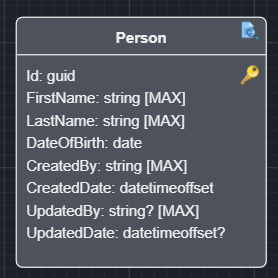 Person
Id: guid
FirstName: string [MAX]
LastName: string [MAX]
DateOfBirth: date
CreatedBy: string [MAX]
CreatedDate: datetimeoffset
UpdatedBy: string? [MAX]
UpdatedDate: datetimeoffset?